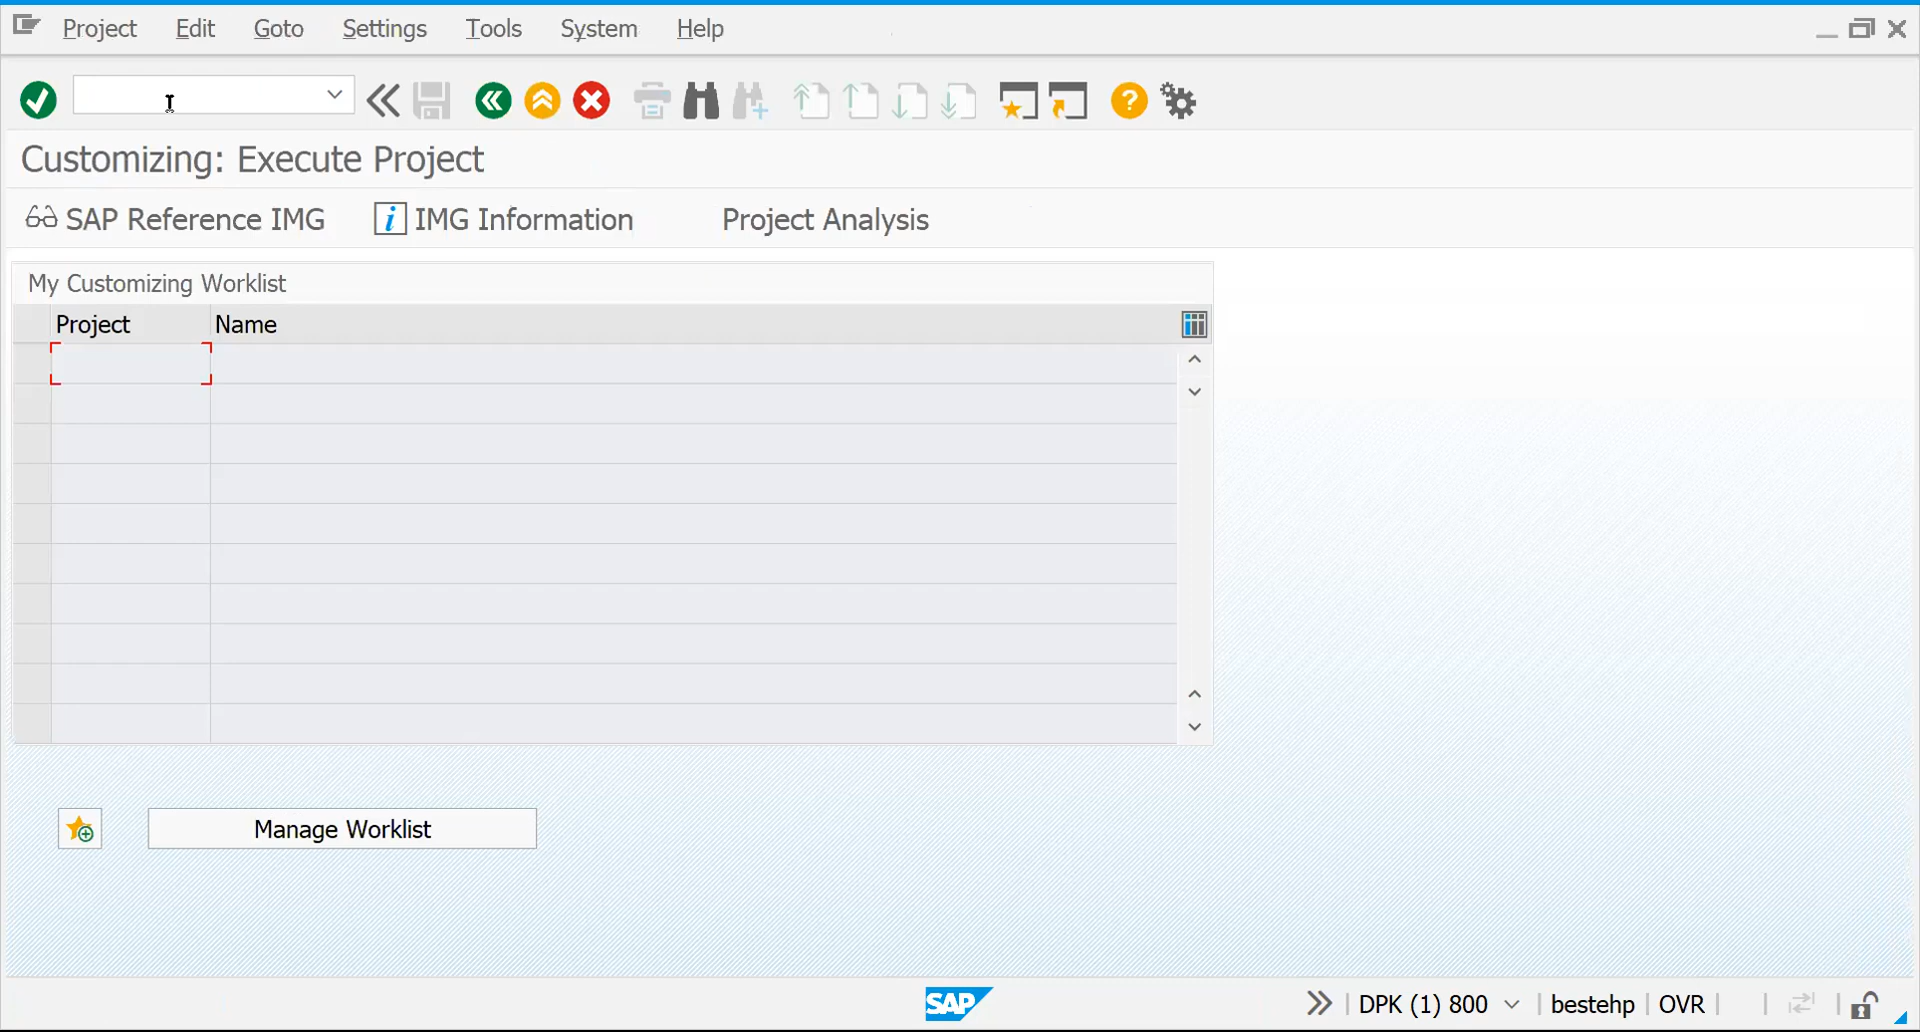 Project Edit Goto Settings Tools System Help
Customizing: Execute Project
SAP Reference IMG i IMG Information Project Analysis
My Customizing Worklist
Project Name
Manage Worklist
SAP DPK (1) 800 bestehp OVR